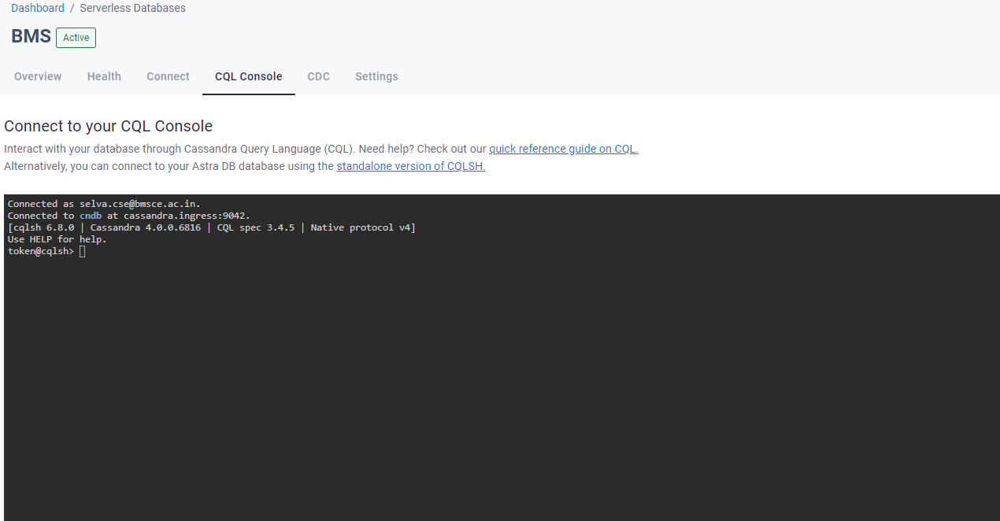 Dashboard / Serverless Databases
BMS Active
Overview Health Connect CQL Console CDC Settings
Connect to your CQL Console
Interact with your database through Cassandra Query Language (CQL). Need help? Check out our quick reference guide on CQL.
Alternatively, you can connect to your Astra DB database using the standalone version of CQLSH.
Connected as selva.cse@bmsce.ac.in.
Connected to cndb at cassandra.ingress:9042.
[cqlsh 6.8.0 | Cassandra 4.0.0.6816 | CQL spec 3.4.5 | Native protocol v4]
Use HELP for help.
token@cqlsh>